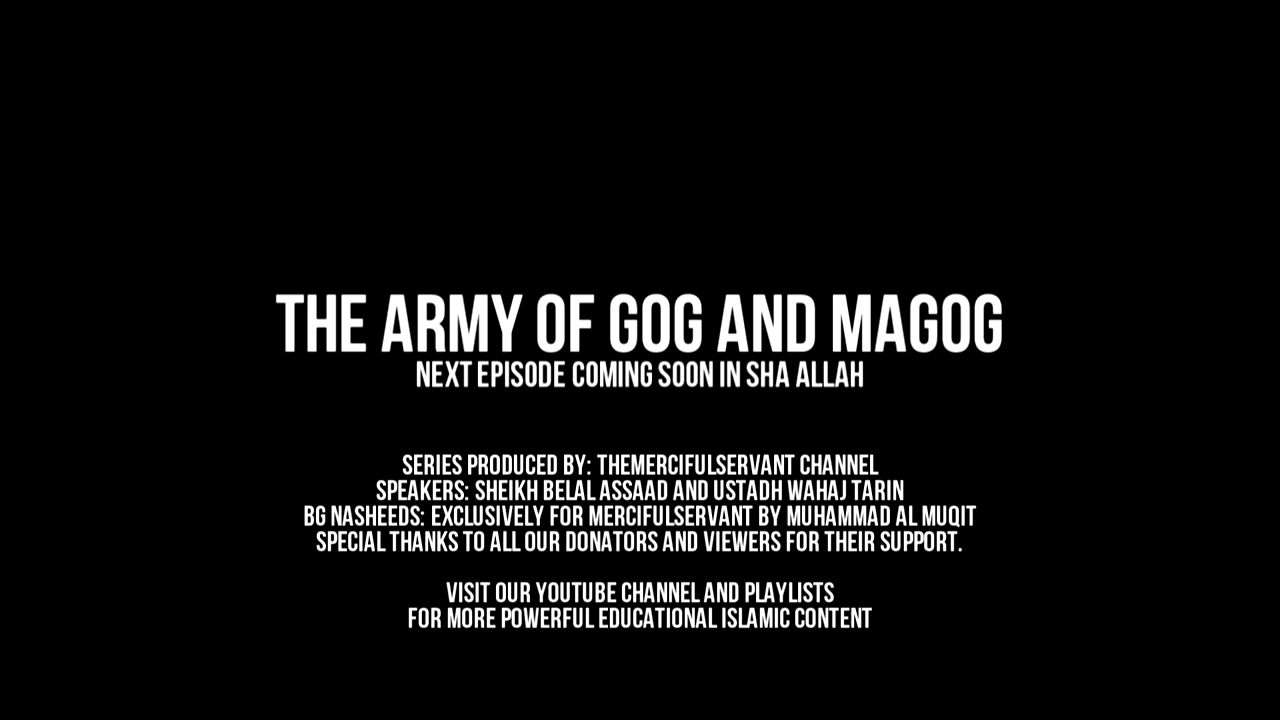 THE ARMY OF GOG AND MAGOG
NEXT EPISODE COMING SOON IN SHA ALLAH
SERIES PRODUCED BY: THEMERCIFULSERVANT CHANNEL
SPEAKERS: SHEIKH BELAL ASSAAD AND USTADH WAHAJ TARIN
BG NASHEEDS: EXCLUSIVELY FOR MERCIFULSERVANT BY MUHAMMAD AL MUQIT
SPECIAL THANKS TO ALL OUR DONATORS AND VIEWERS FOR THEIR SUPPORT.
VISIT OUR YOUTUBE CHANNEL AND PLAYLISTS
FOR MORE POWERFUL EDUCATIONAL ISLAMIC CONTENT